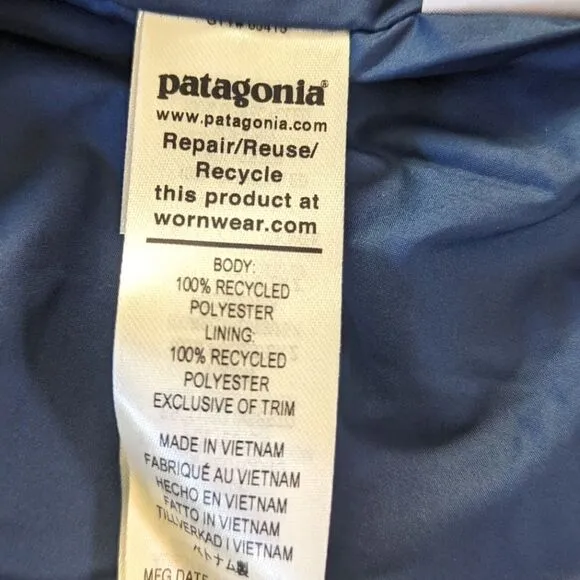 patagonia®
www.patagonia.com
Repair/Reuse/
Recycle
this product at
wornwear.com
BODY:
100% RECYCLED
POLYESTER
LINING:
100% RECYCLED
POLYESTER
EXCLUSIVE OF TRIM
MADE IN VIETNAM
FABRIQUÉ AU VIETNAM
HECHO EN VIETNAM
FATTO IN VIETNAM
TILLVERKAD I VIETNAM
ベトナム製
MFG DATE